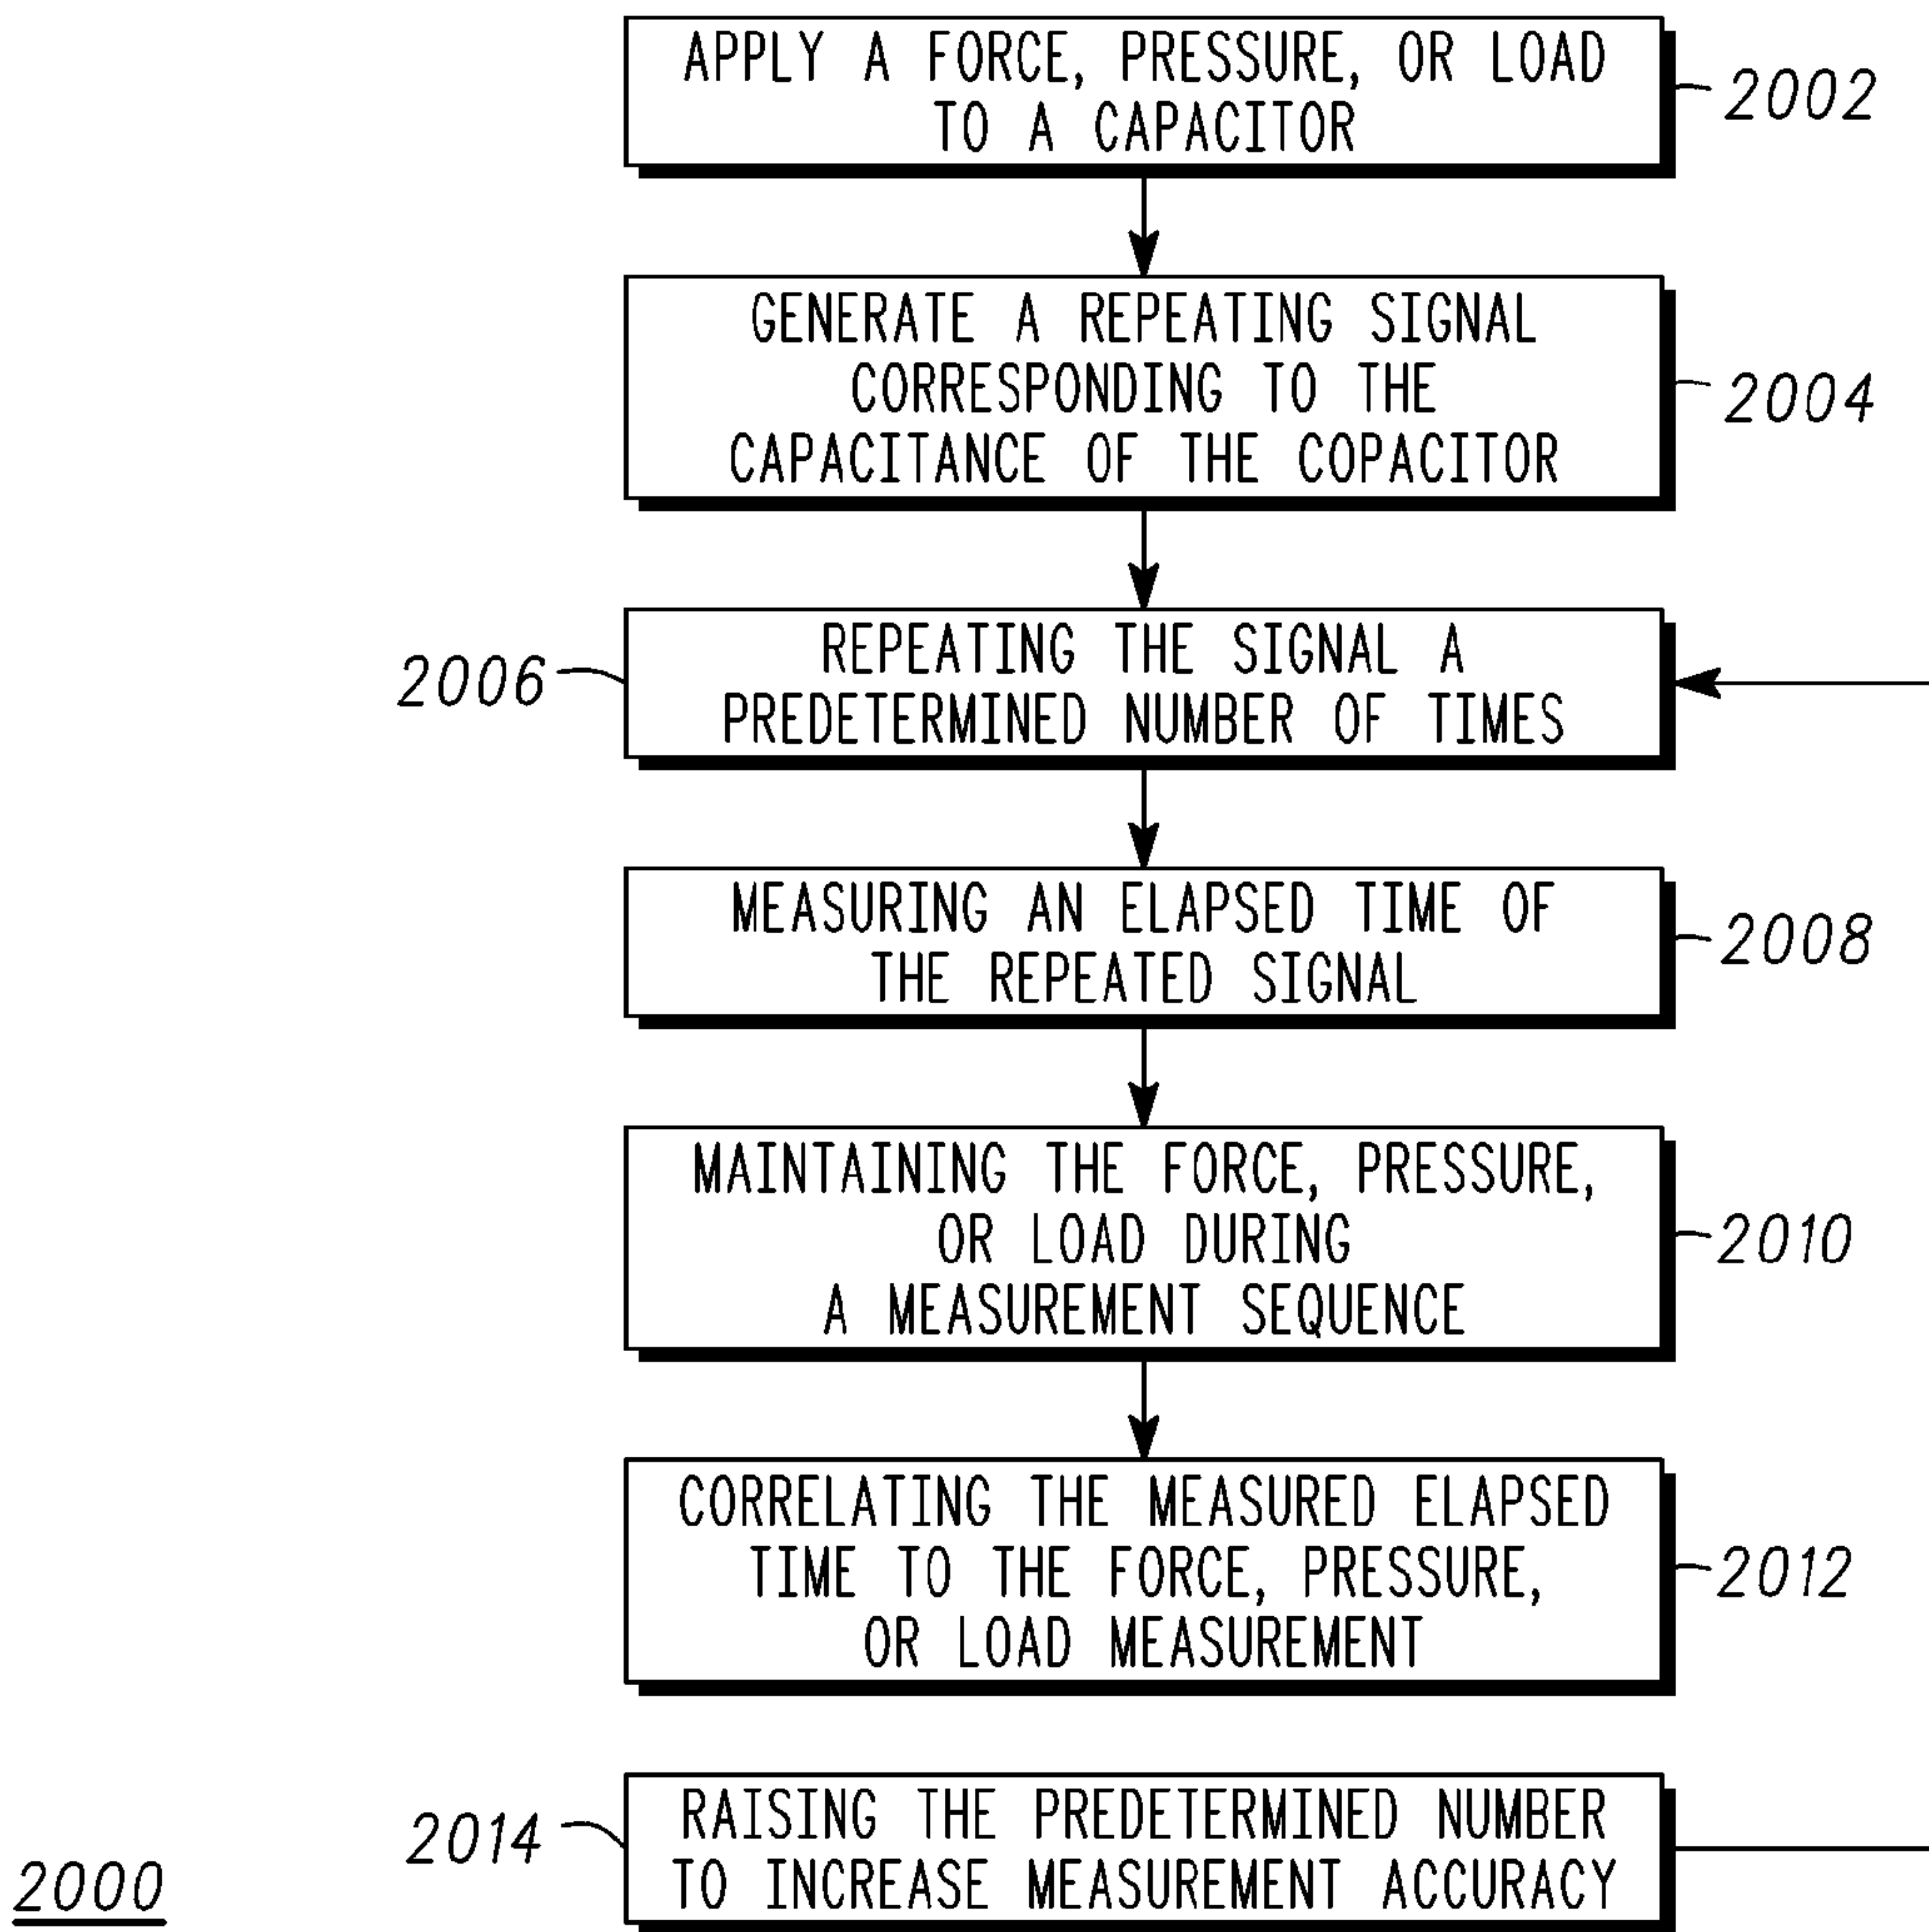 APPLY A FORCE, PRESSURE, OR LOAD
TO A CAPACITOR
2002
GENERATE A REPEATING SIGNAL
CORRESPONDING TO THE
CAPACITANCE OF THE COPACITOR
2004
REPEATING THE SIGNAL A
PREDETERMINED NUMBER OF TIMES
2006
MEASURING AN ELAPSED TIME OF
THE REPEATED SIGNAL
2008
MAINTAINING THE FORCE, PRESSURE,
OR LOAD DURING
A MEASUREMENT SEQUENCE
2010
CORRELATING THE MEASURED ELAPSED
TIME TO THE FORCE, PRESSURE,
OR LOAD MEASUREMENT
2012
RAISING THE PREDETERMINED NUMBER
TO INCREASE MEASUREMENT ACCURACY
2014
2000